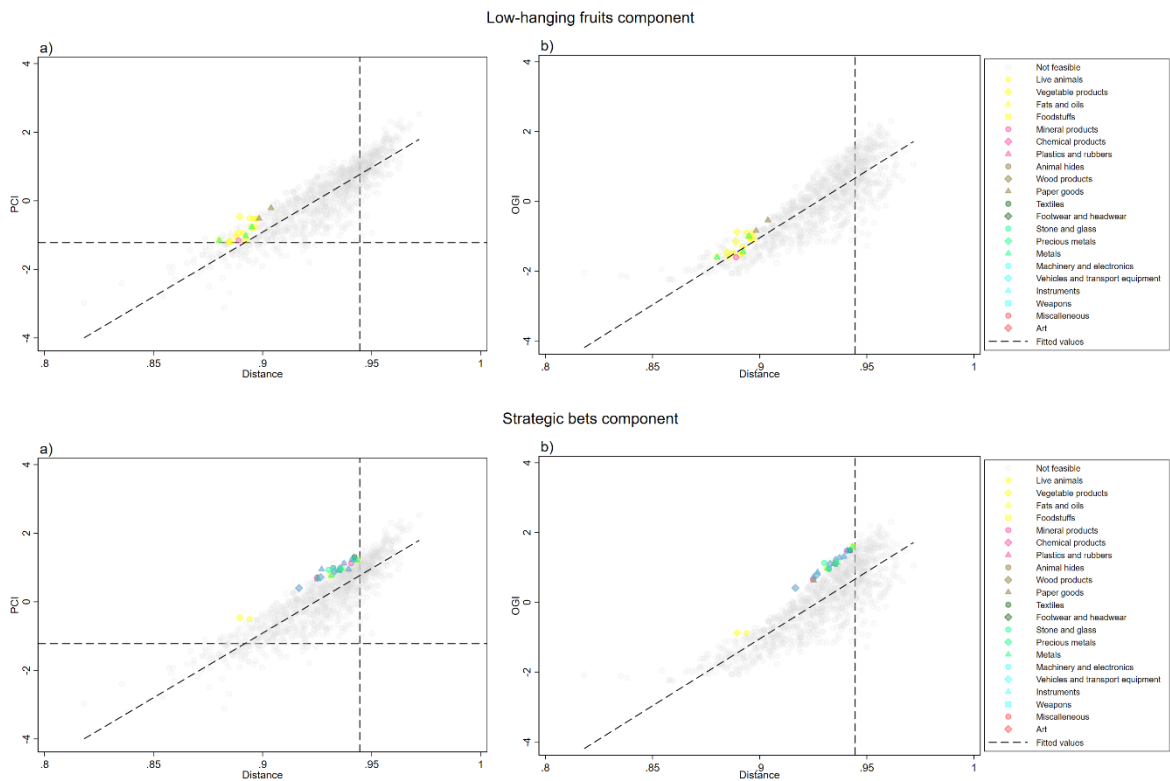 Low-hanging fruits component
a)
PCI
4
2
0
-2
-4
.8
.85
.9
.95
1
Distance
b)
OGI
4
2
0
-2
-4
.8
.85
.9
.95
1
Distance
Not feasible
Live animals
Vegetable products
Fats and oils
Foodstuffs
Mineral products
Chemical products
Plastics and rubbers
Animal hides
Wood products
Paper goods
Textiles
Footwear and headwear
Stone and glass
Precious metals
Metals
Machinery and electronics
Vehicles and transport equipment
Instruments
Weapons
Miscalleneous
Art
Fitted values
Strategic bets component
a)
PCI
4
2
0
-2
-4
.8
.85
.9
.95
1
Distance
b)
OGI
4
2
0
-2
-4
.8
.85
.9
.95
1
Distance
Not feasible
Live animals
Vegetable products
Fats and oils
Foodstuffs
Mineral products
Chemical products
Plastics and rubbers
Animal hides
Wood products
Paper goods
Textiles
Footwear and headwear
Stone and glass
Precious metals
Metals
Machinery and electronics
Vehicles and transport equipment
Instruments
Weapons
Miscalleneous
Art
Fitted values